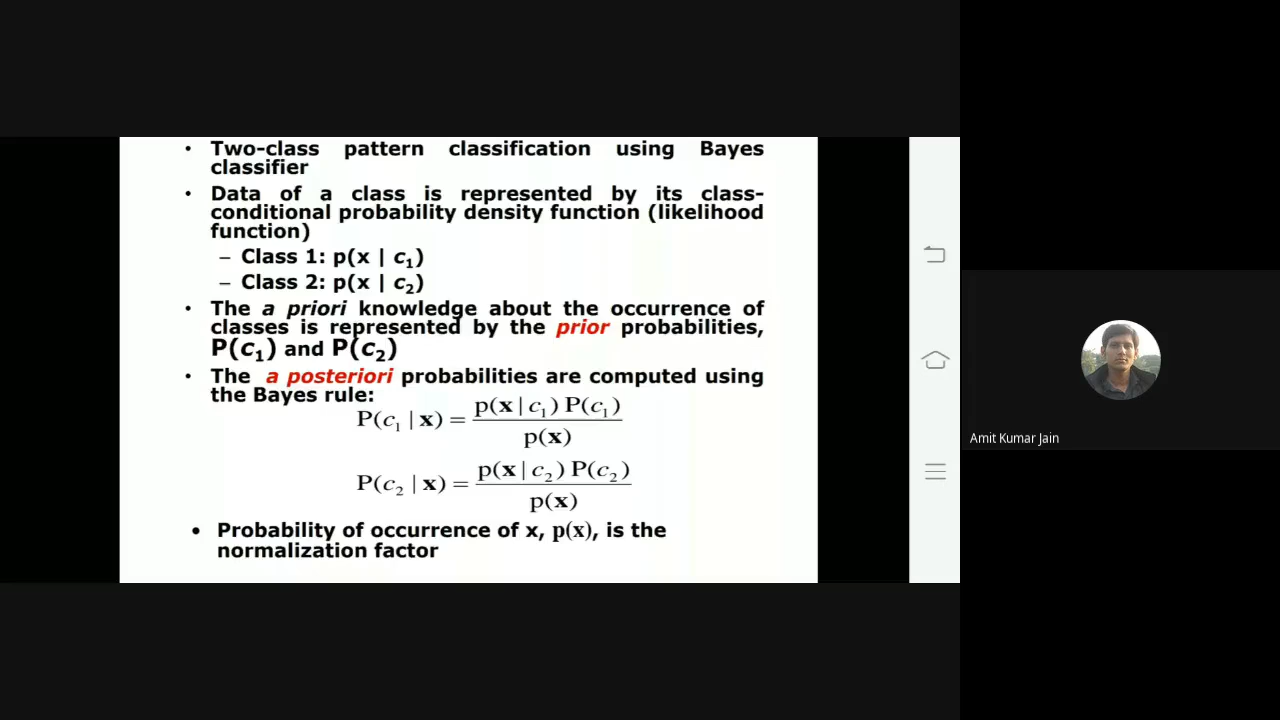 • Two-class pattern classification using Bayes
classifier
• Data of a class is represented by its class-
conditional probability density function (likelihood
function)
– Class 1: p(x | c₁)
– Class 2: p(x | c₂)
• The a priori knowledge about the occurrence of
classes is represented by the prior probabilities,
P(c₁) and P(c₂)
• The a posteriori probabilities are computed using
the Bayes rule:
P(c₁ | x) = p(x | c₁) P(c₁) / p(x)
P(c₂ | x) = p(x | c₂) P(c₂) / p(x)
• Probability of occurrence of x, p(x), is the
normalization factor
Amit Kumar Jain